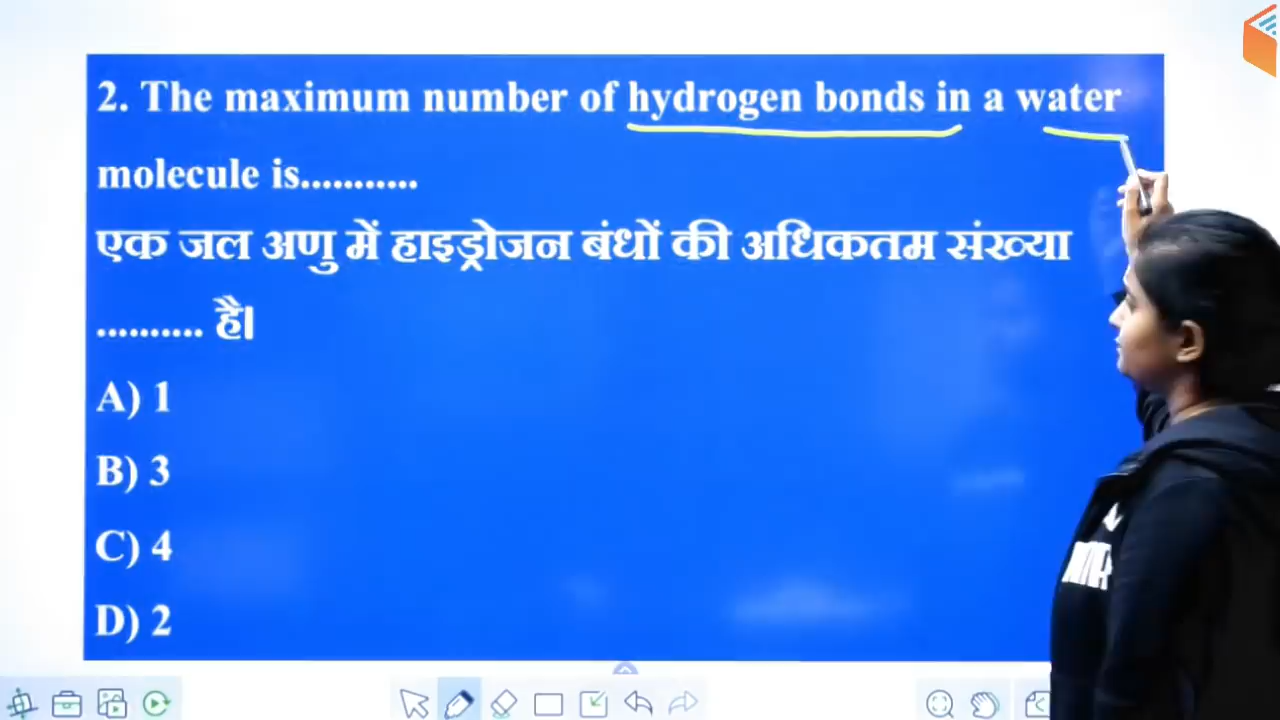 2. The maximum number of hydrogen bonds in a water
molecule is...........
एक जल अणु में हाइड्रोजन बंधों की अधिकतम संख्या
.......... है।
A) 1
B) 3
C) 4
D) 2